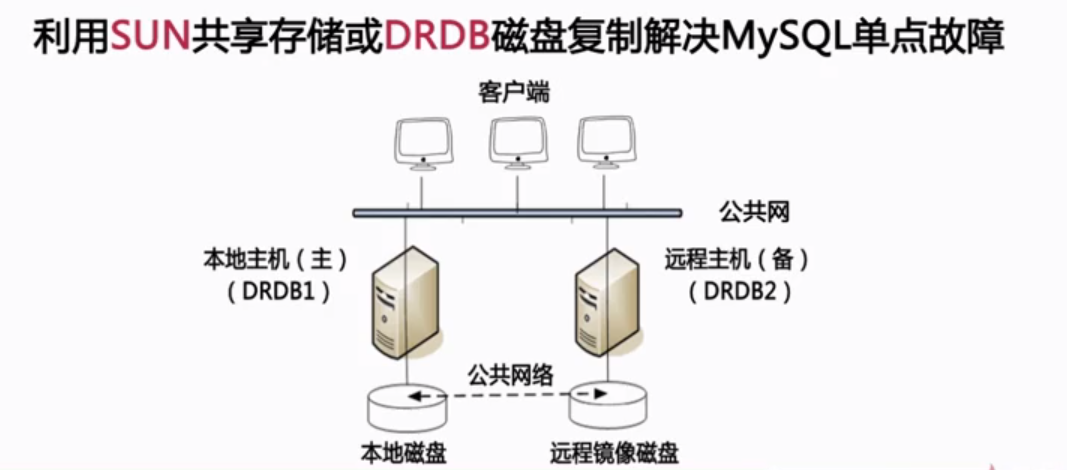 利用SUN共享存储或DRDB磁盘复制解决MySQL单点故障
客户端
公共网
本地主机（主）
（DRDB1）
远程主机（备）
（DRDB2）
公共网络
本地磁盘
远程镜像磁盘